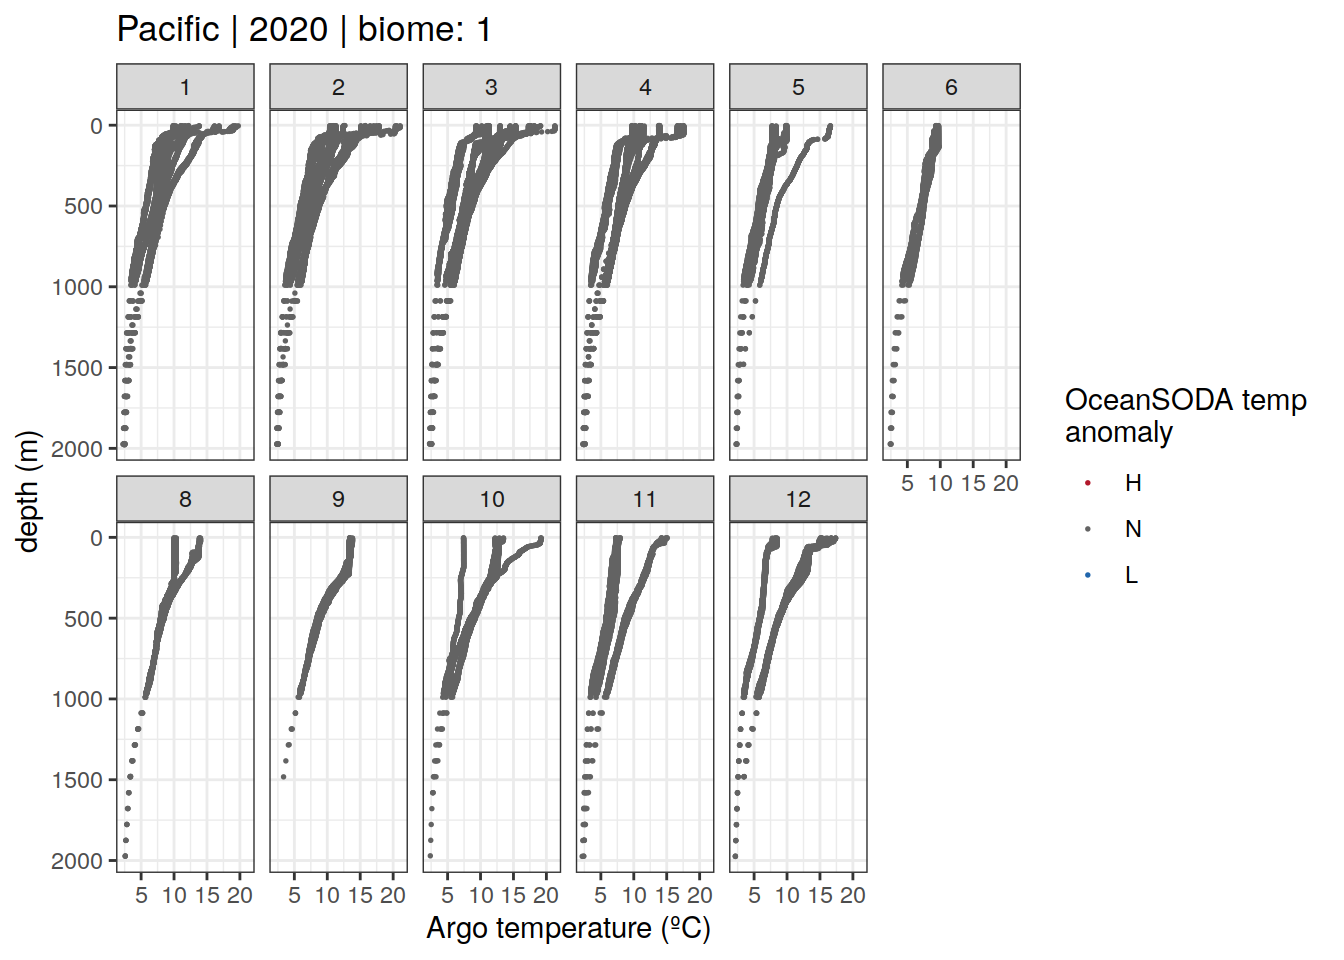 Pacific | 2020 | biome: 1
1 2 3 4 5 6
0
500
1000
1500
2000
5 10 15 20
8 9 10 11 12
0
500
1000
1500
2000
5 10 15 20 5 10 15 20 5 10 15 20 5 10 15 20 5 10 15 20
depth (m)
Argo temperature (ºC)
OceanSODA temp
anomaly
H
N
L